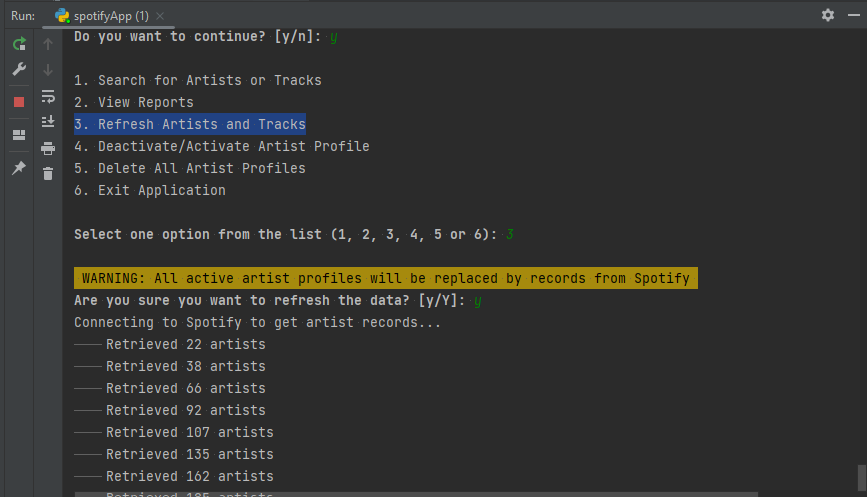 Run: spotifyApp (1)
Do you want to continue? [y/n]: y
1. Search for Artists or Tracks
2. View Reports
3. Refresh Artists and Tracks
4. Deactivate/Activate Artist Profile
5. Delete All Artist Profiles
6. Exit Application
Select one option from the list (1, 2, 3, 4, 5 or 6): 3
WARNING: All active artist profiles will be replaced by records from Spotify
Are you sure you want to refresh the data? [y/Y]: y
Connecting to Spotify to get artist records...
Retrieved 22 artists
Retrieved 38 artists
Retrieved 66 artists
Retrieved 92 artists
Retrieved 107 artists
Retrieved 135 artists
Retrieved 162 artists
Retrieved 185 artists